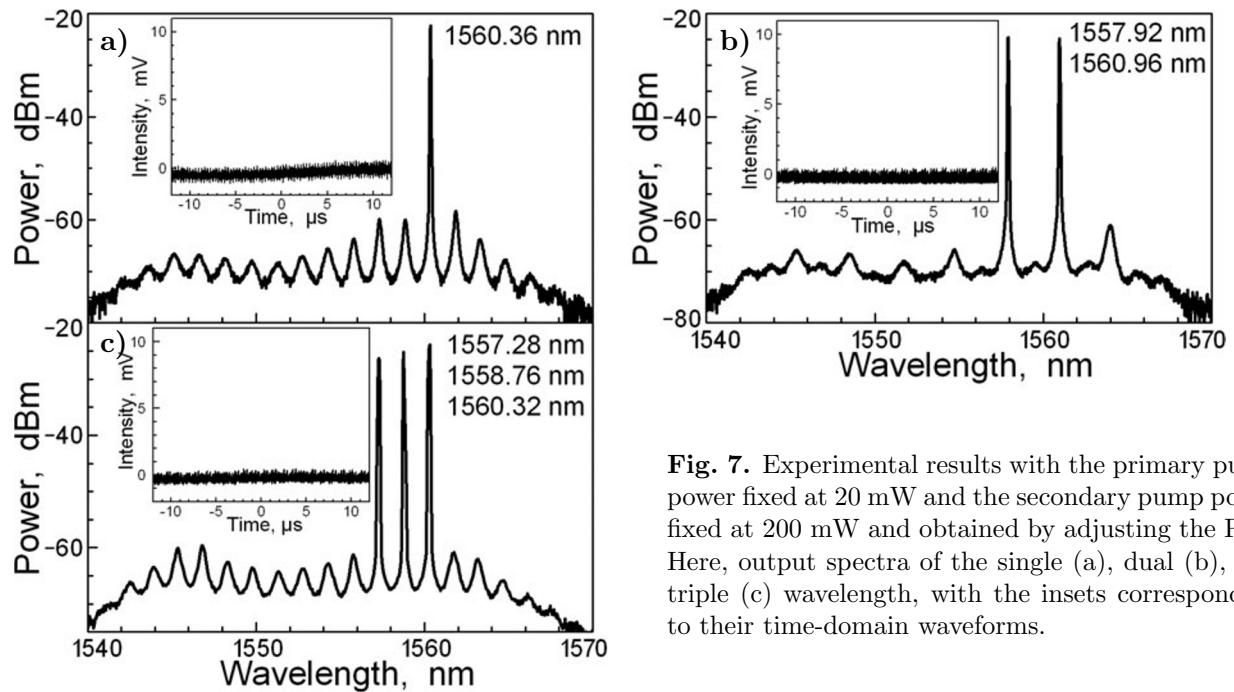 −20
a)
1560.36 nm
10
5
0
Intensity, mV
−10 −5 0 5 10
Time, μs
−40
−60
Power, dBm
−20
c)
1557.28 nm
1558.76 nm
1560.32 nm
10
5
0
Intensity, mV
−10 −5 0 5 10
Time, μs
−40
−60
Power, dBm
1540 1550 1560 1570
Wavelength, nm
−20
b)
1557.92 nm
1560.96 nm
10
5
0
Intensity, mV
−10 −5 0 5 10
Time, μs
−40
−60
−80
Power, dBm
1540 1550 1560 1570
Wavelength, nm
Fig. 7. Experimental results with the primary pu
power fixed at 20 mW and the secondary pump po
fixed at 200 mW and obtained by adjusting the
Here, output spectra of the single (a), dual (b),
triple (c) wavelength, with the insets correspond
to their time-domain waveforms.